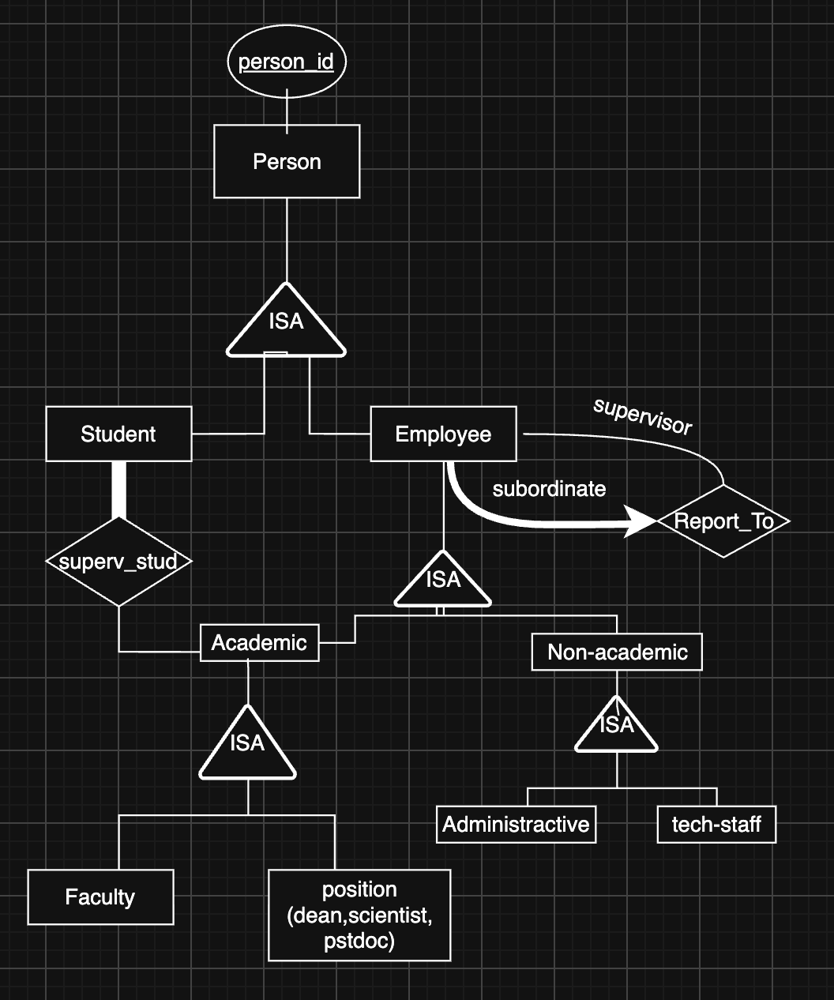 person_id
Person
ISA
Student
Employee
supervisor
subordinate
Report_To
superv_stud
ISA
Academic
Non-academic
ISA
ISA
Administractive
tech-staff
Faculty
position
(dean,scientist,
pstdoc)